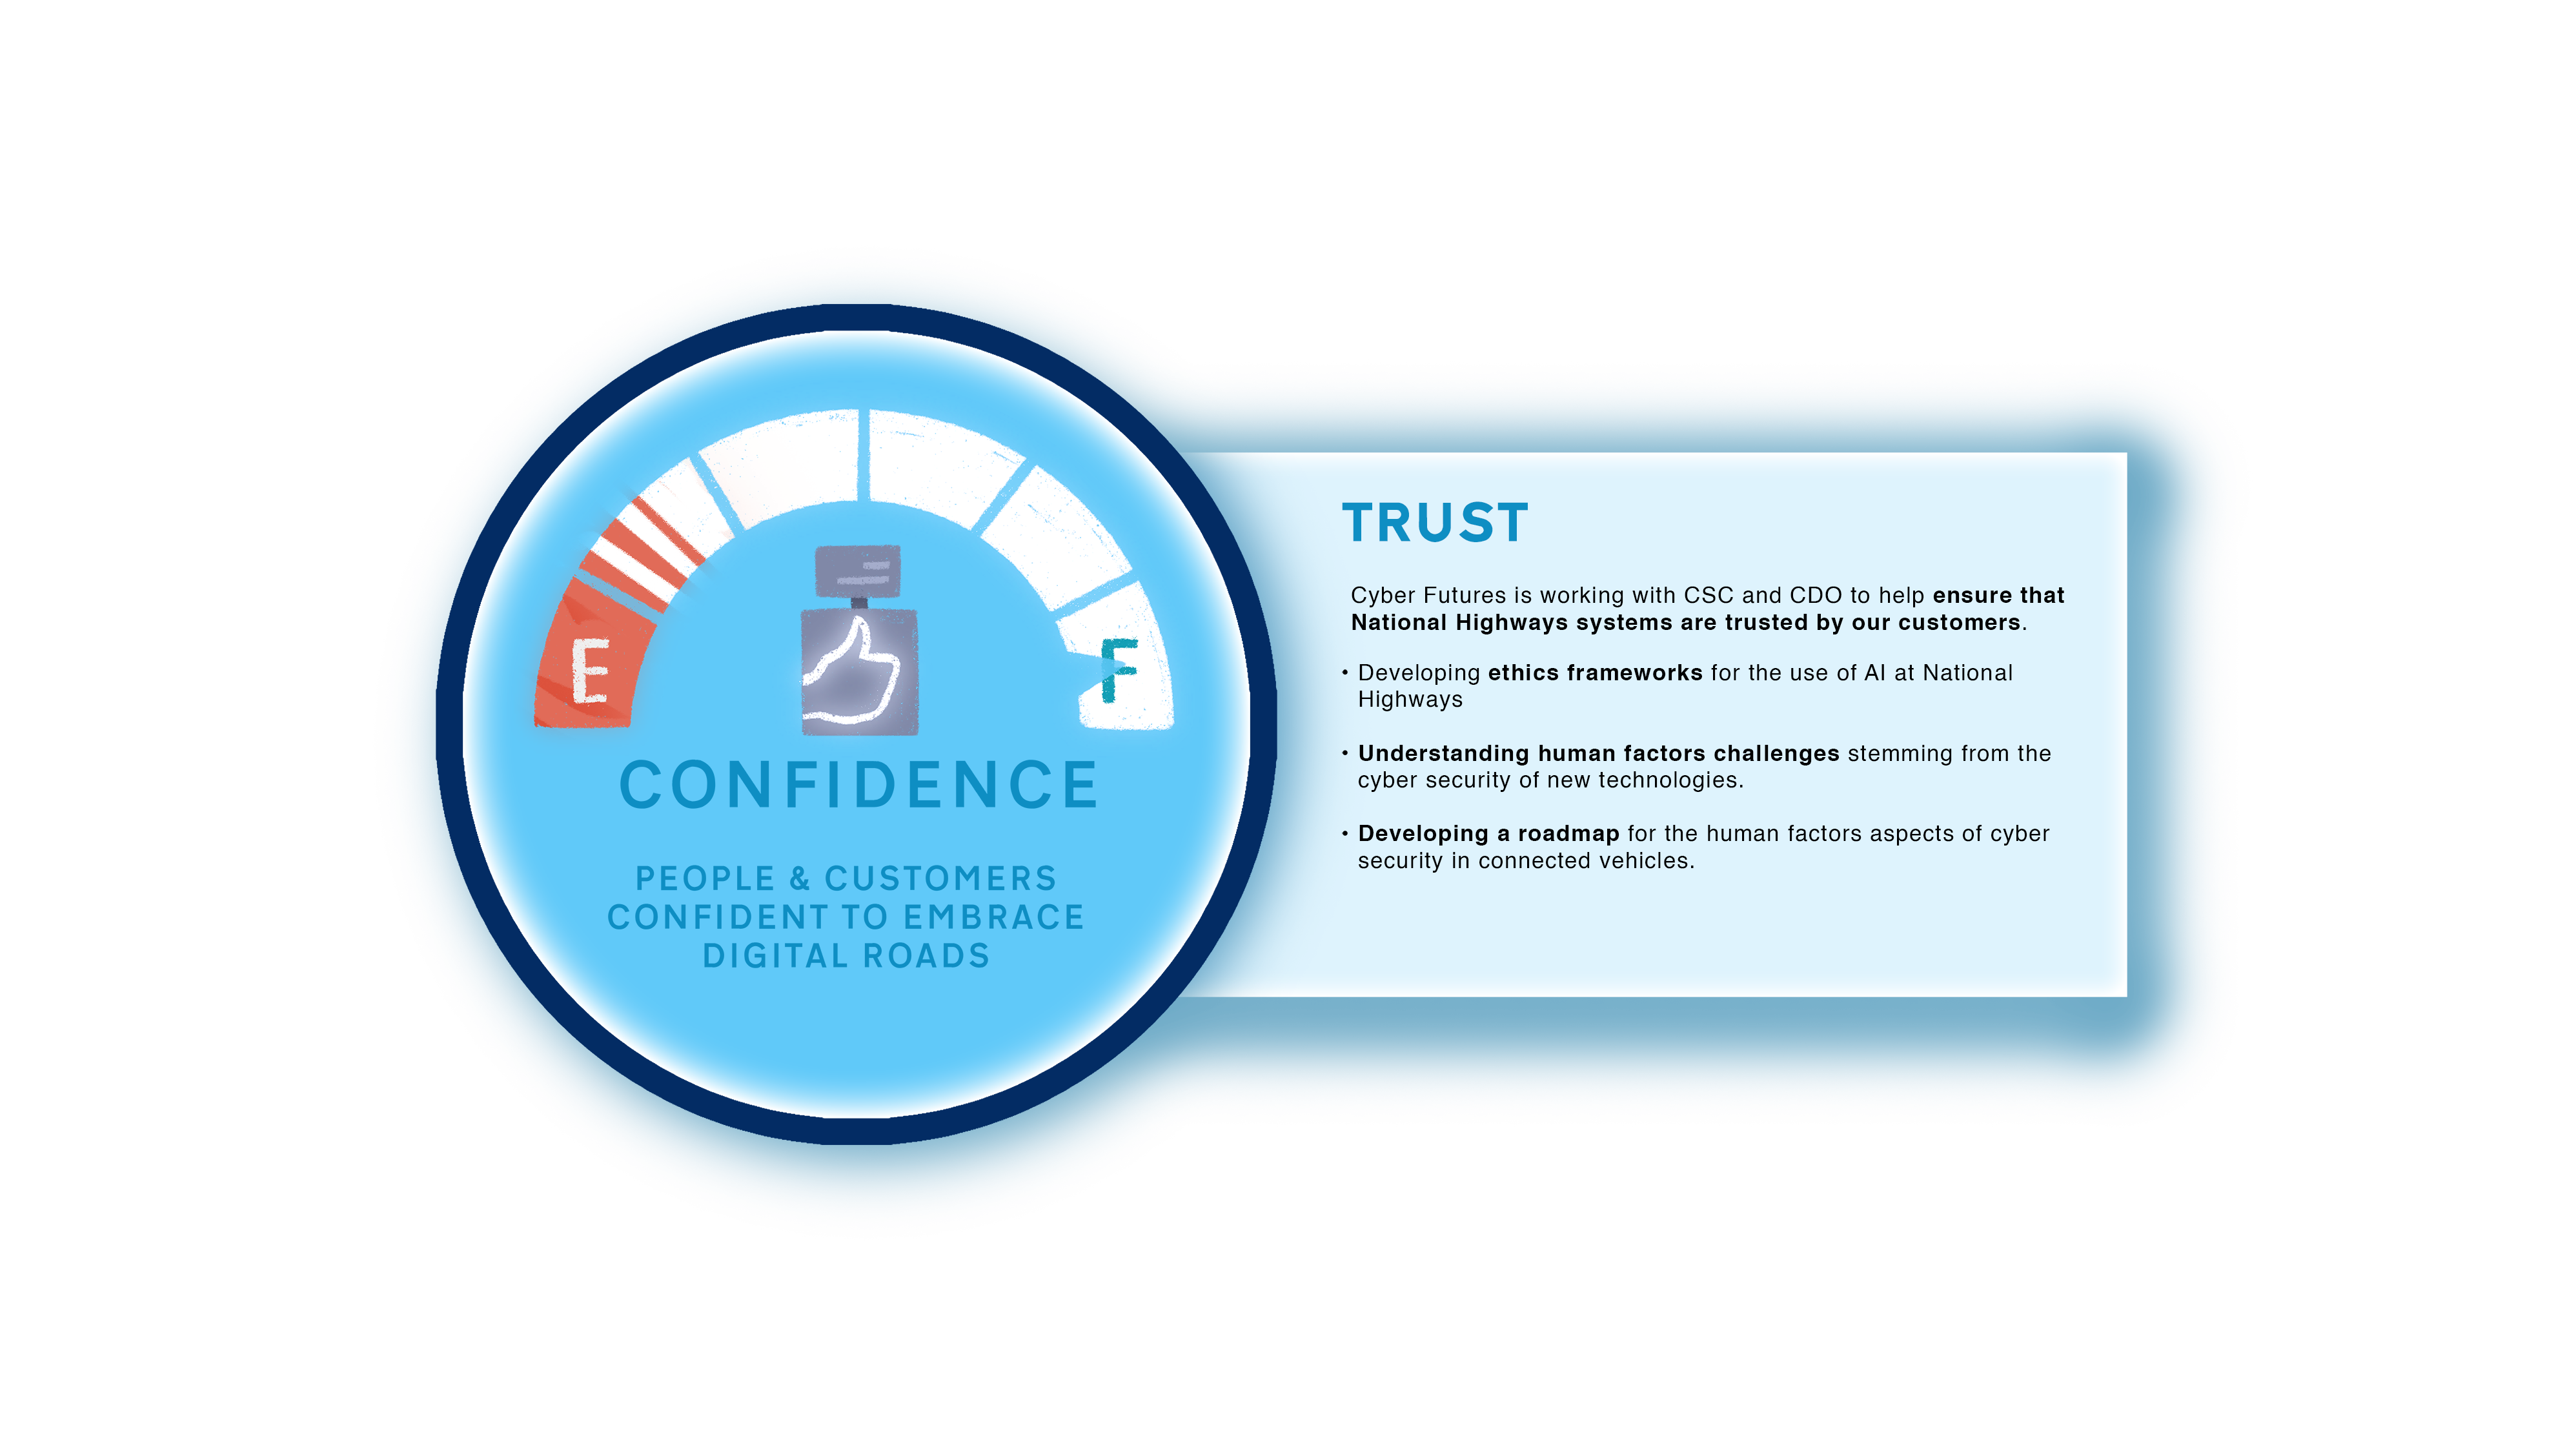 E
F
CONFIDENCE
PEOPLE & CUSTOMERS
CONFIDENT TO EMBRACE
DIGITAL ROADS
TRUST
Cyber Futures is working with CSC and CDO to help ensure that
National Highways systems are trusted by our customers.
• Developing ethics frameworks for the use of AI at National
Highways
• Understanding human factors challenges stemming from the
cyber security of new technologies.
• Developing a roadmap for the human factors aspects of cyber
security in connected vehicles.